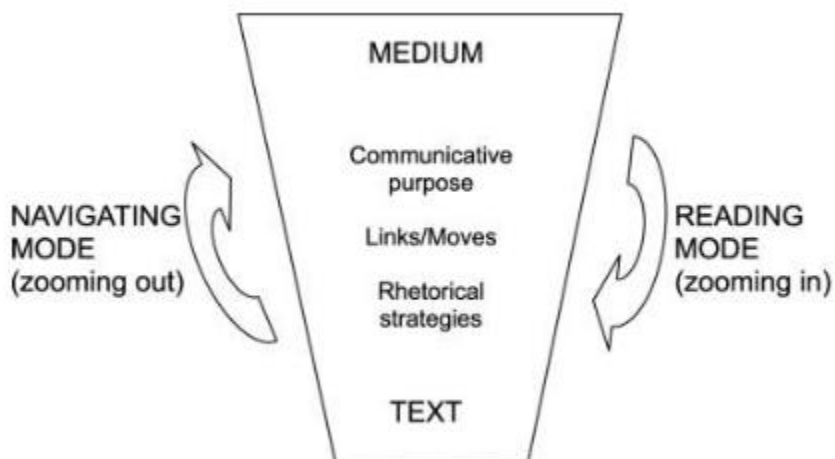 MEDIUM
Communicative
purpose
Links/Moves
Rhetorical
strategies
TEXT
NAVIGATING
MODE
(zooming out)
READING
MODE
(zooming in)